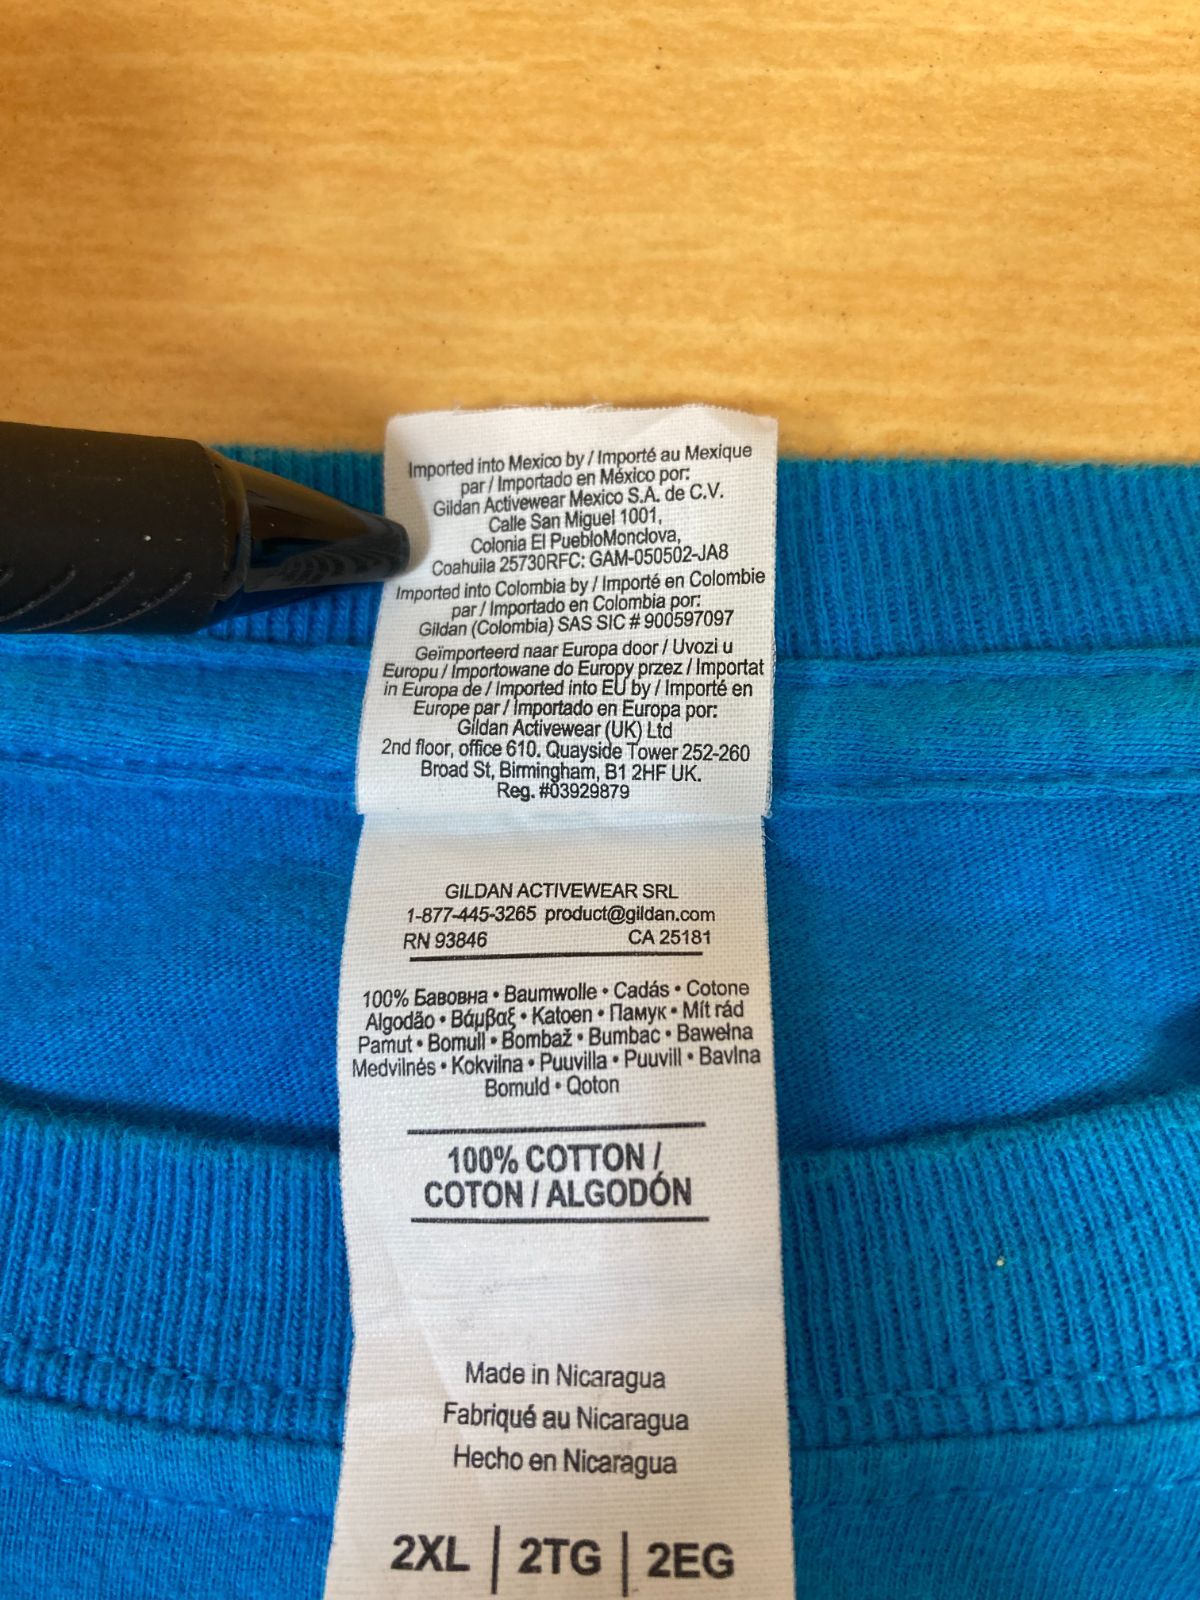 Imported into Mexico by / Importé au Mexique
par / Importado en México por:
Gildan Activewear Mexico S.A. de C.V.
Calle San Miguel 1001,
Colonia El PuebloMonclova,
Coahuila 25730RFC: GAM-050502-JA8
Imported into Colombia by / Importé en Colombie
par / Importado en Colombia por:
Gildan (Colombia) SAS SIC # 900597097
Geïmporteerd naar Europa door / Uvozi u
Europu / Importowane do Europy przez / Importat
in Europa de / Imported into EU by / Importé en
Europe par / Importado en Europa por:
Gildan Activewear (UK) Ltd
2nd floor, office 610. Quayside Tower 252-260
Broad St, Birmingham, B1 2HF UK.
Reg. #03929879
GILDAN ACTIVEWEAR SRL
1-877-445-3265 product@gildan.com
RN 93846 CA 25181
100% Бавовна • Baumwolle • Cadás • Cotone
Algodão • Βάμβαξ • Katoen • Памук • Mít rád
Pamut • Bomull • Bombaž • Bumbac • Bawełna
Medvilnés • Kokvilna • Puuvilla • Puuvill • Bavlna
Bomuld • Qoton
100% COTTON /
COTON / ALGODÓN
Made in Nicaragua
Fabriqué au Nicaragua
Hecho en Nicaragua
2XL | 2TG | 2EG